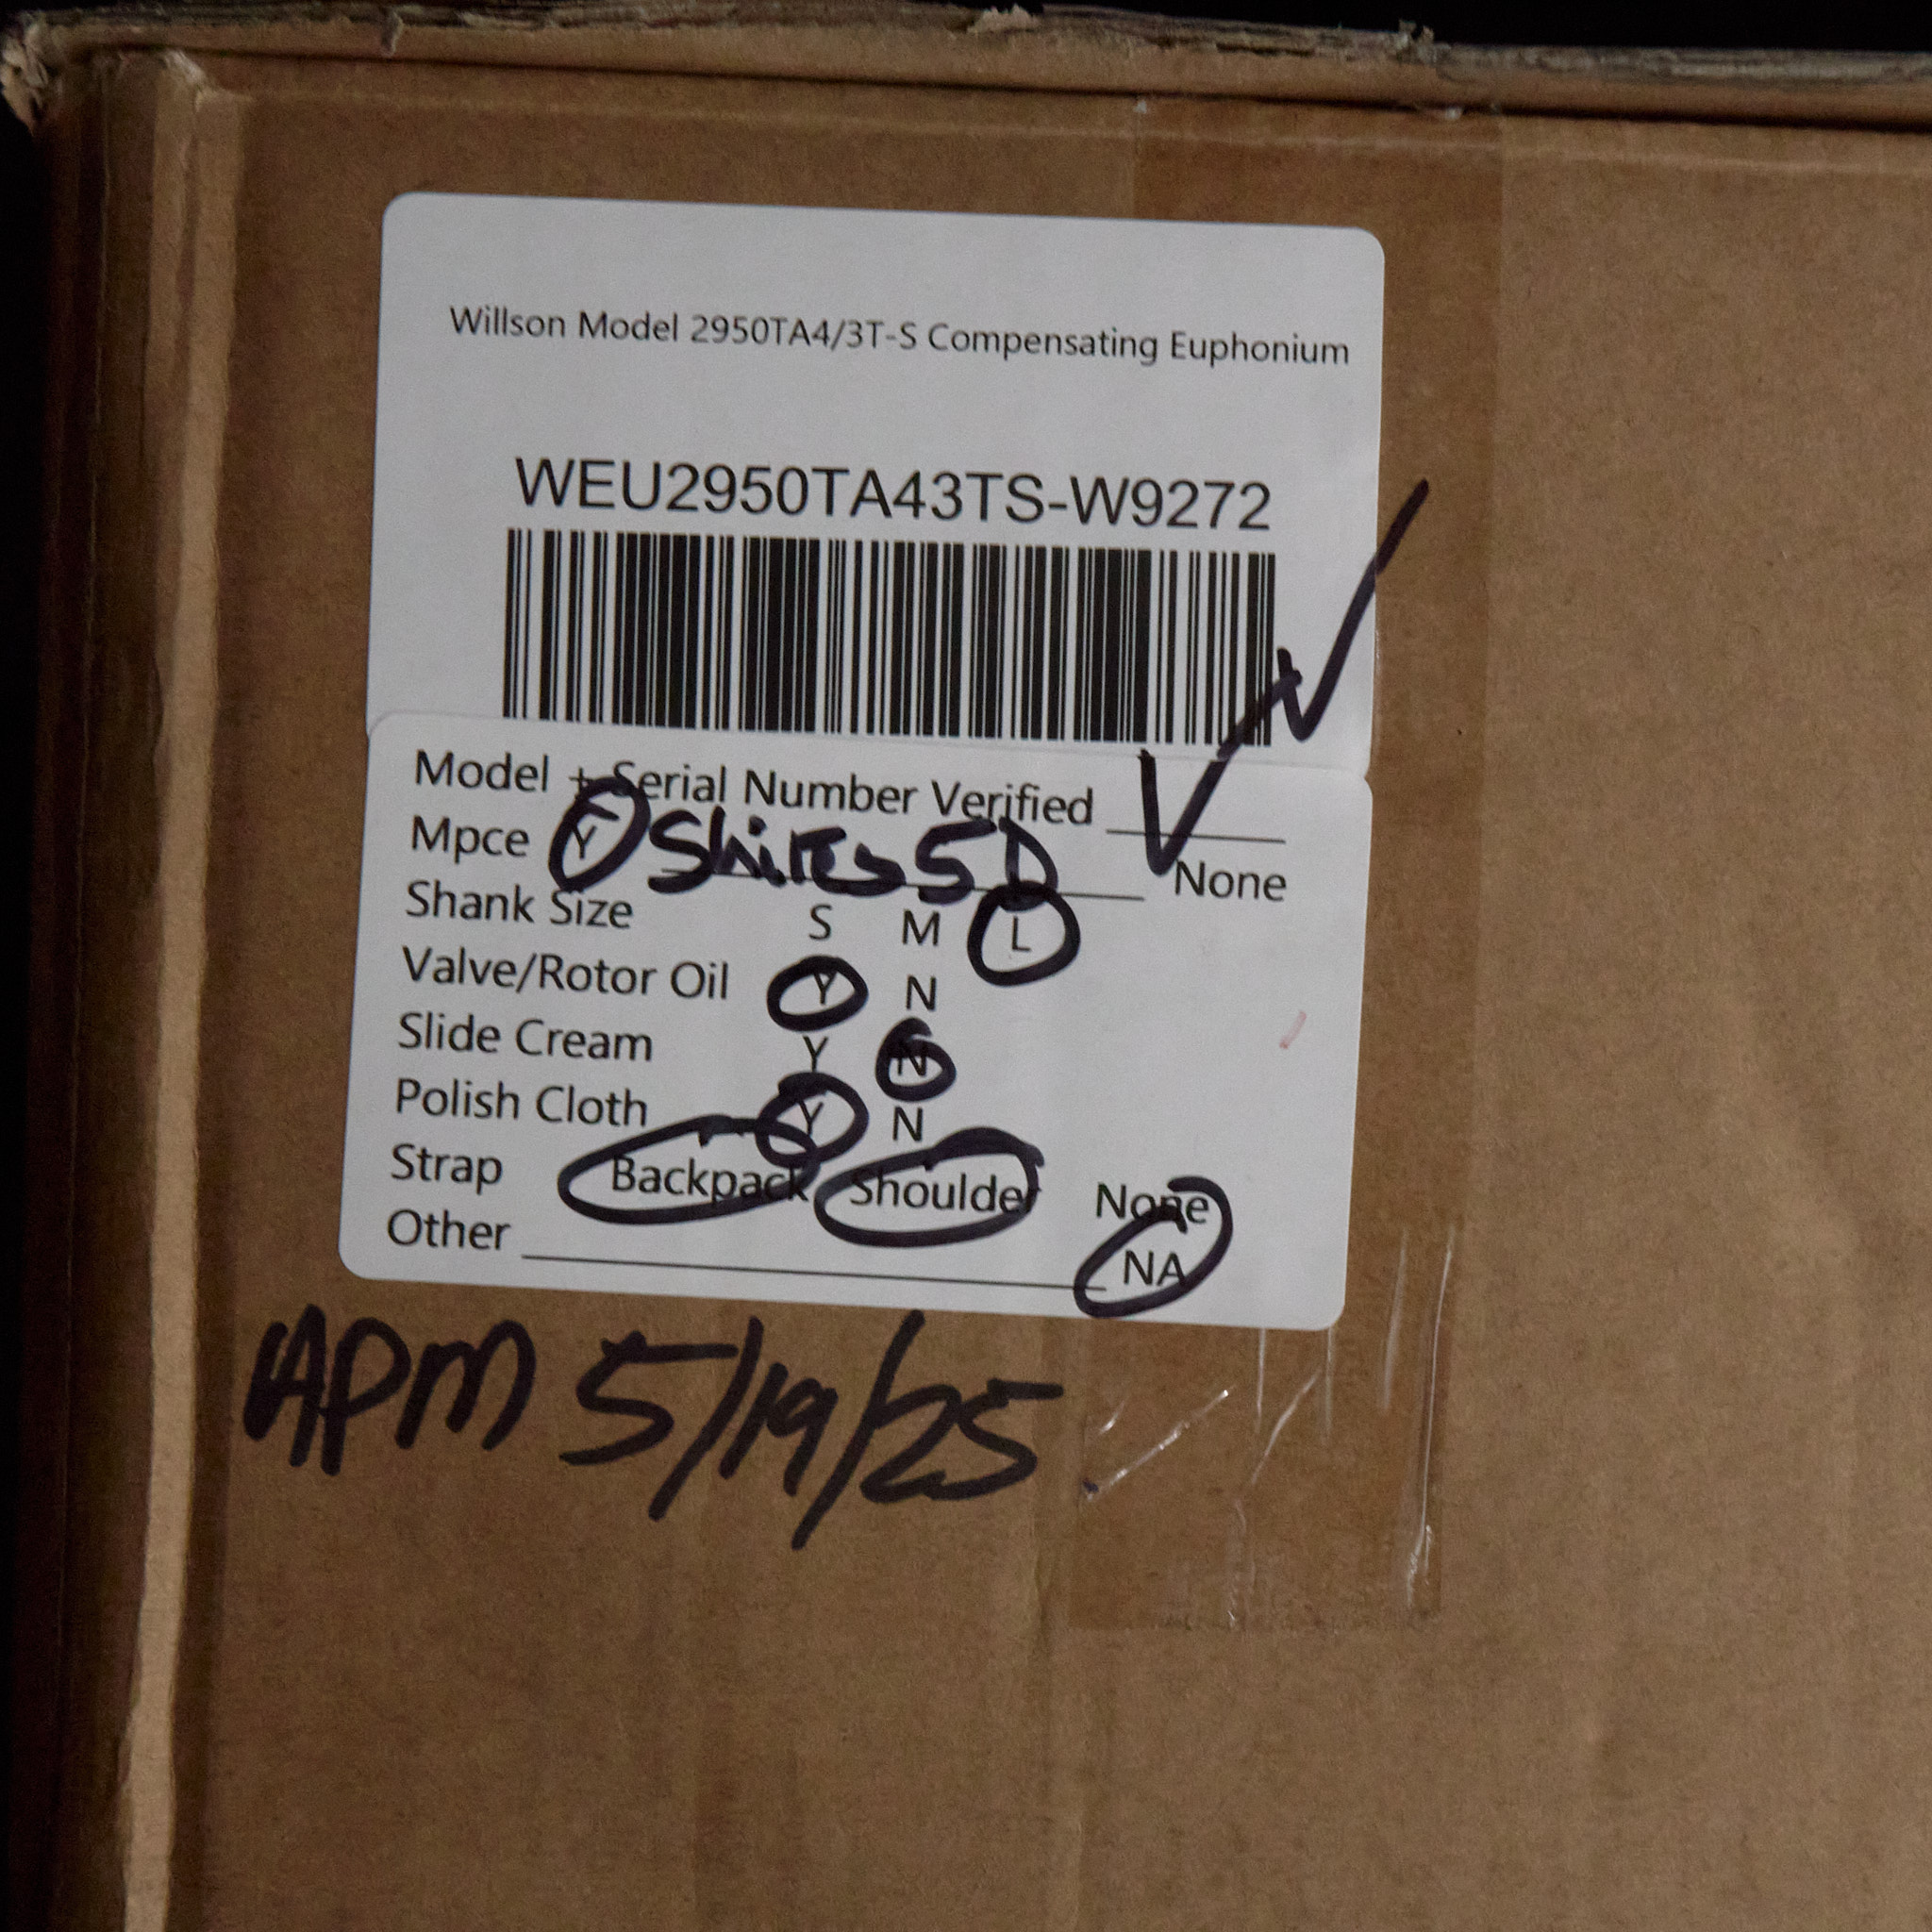 Willson Model 2950TA4/3T-S Compensating Euphonium
WEU2950TA43TS-W9272
Model + Serial Number Verified
Mpce Y Shires 5D None
Shank Size S M L
Valve/Rotor Oil Y N
Slide Cream Y N
Polish Cloth Y N
Strap Backpack Shoulder None
Other NA
APM 5/19/25